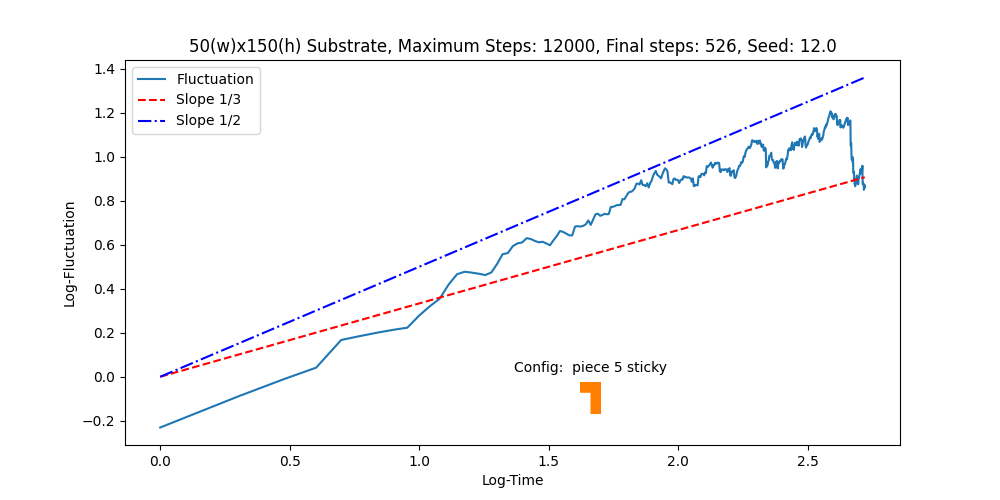 50(w)x150(h) Substrate, Maximum Steps: 12000, Final steps: 526, Seed: 12.0
Fluctuation
Slope 1/3
Slope 1/2
Log-Fluctuation
1.4
1.2
1.0
0.8
0.6
0.4
0.2
0.0
−0.2
Config:  piece 5 sticky
0.0 0.5 1.0 1.5 2.0 2.5
Log-Time